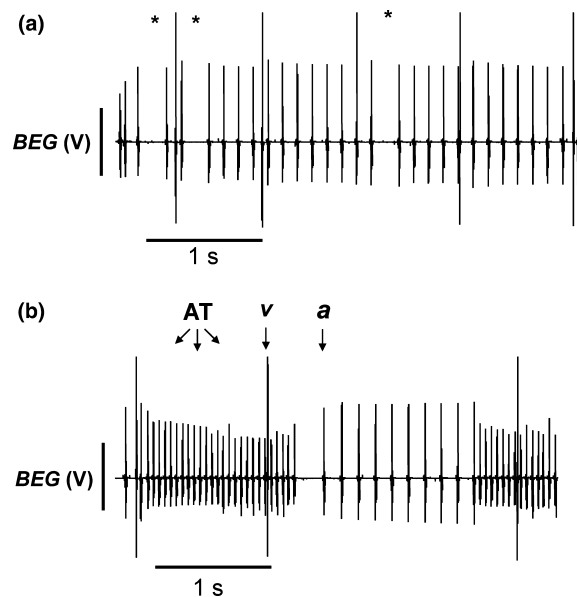 (a)
* * *
BEG (V)
1 s
(b)
AT v a
BEG (V)
1 s